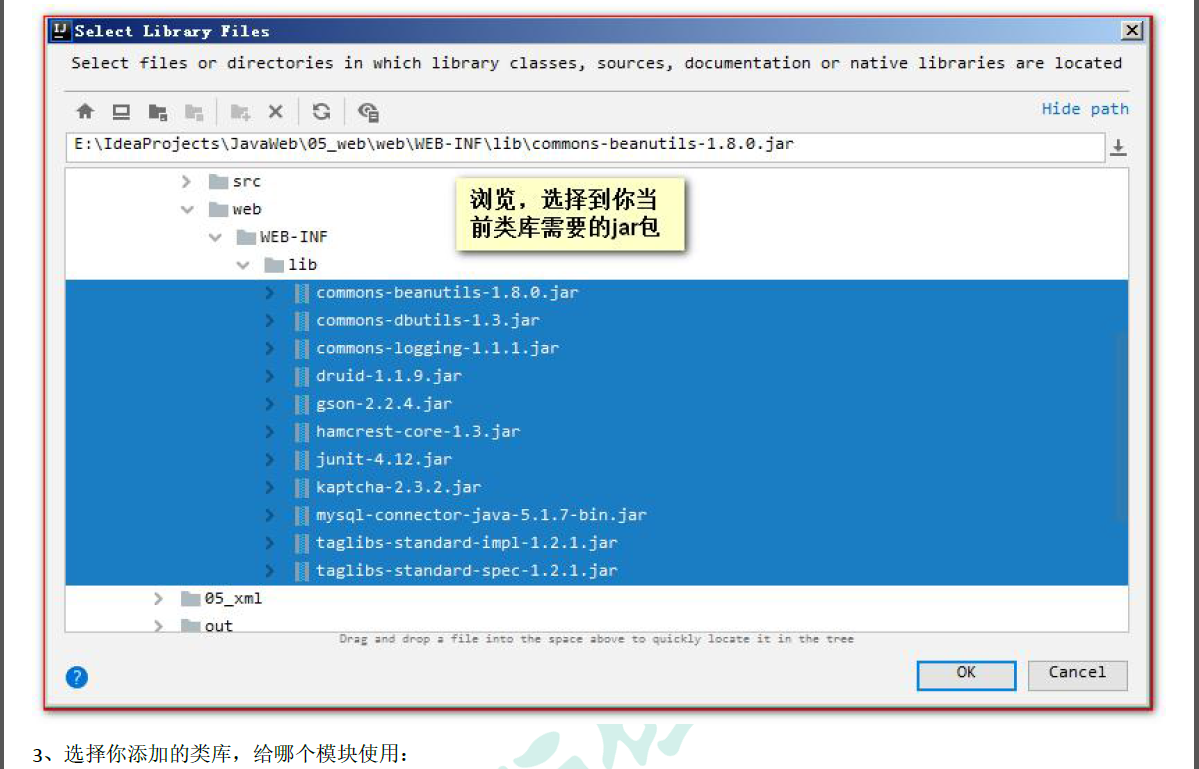 Select Library Files
Select files or directories in which library classes, sources, documentation or native libraries are located
Hide path
E:\IdeaProjects\JavaWeb\05_web\web\WEB-INF\lib\commons-beanutils-1.8.0.jar
src
web
浏览，选择到你当
前类库需要的jar包
WEB-INF
lib
commons-beanutils-1.8.0.jar
commons-dbutils-1.3.jar
commons-logging-1.1.1.jar
druid-1.1.9.jar
gson-2.2.4.jar
hamcrest-core-1.3.jar
junit-4.12.jar
kaptcha-2.3.2.jar
mysql-connector-java-5.1.7-bin.jar
taglibs-standard-impl-1.2.1.jar
taglibs-standard-spec-1.2.1.jar
05_xml
out
Drag and drop a file into the space above to quickly locate it in the tree
?
OK
Cancel
3、选择你添加的类库，给哪个模块使用：